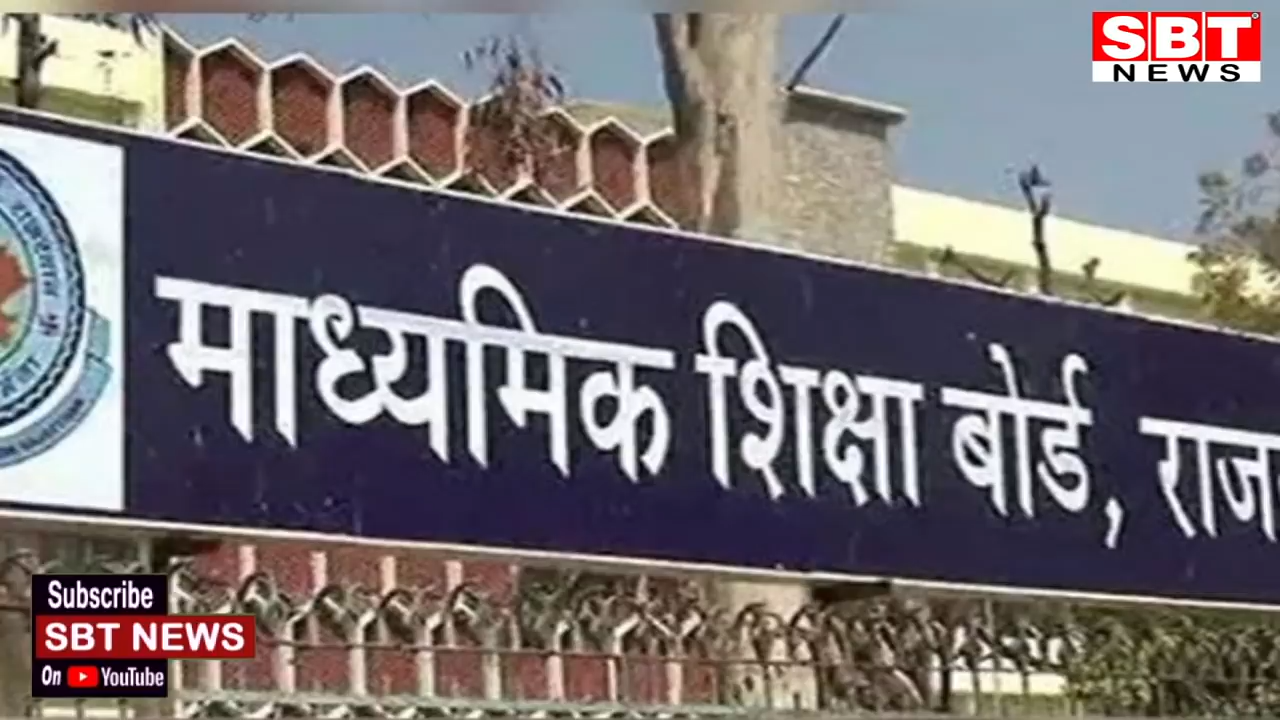 SBT
NEWS
माध्यमिक शिक्षा बोर्ड, राज
Subscribe
SBT NEWS
On YouTube